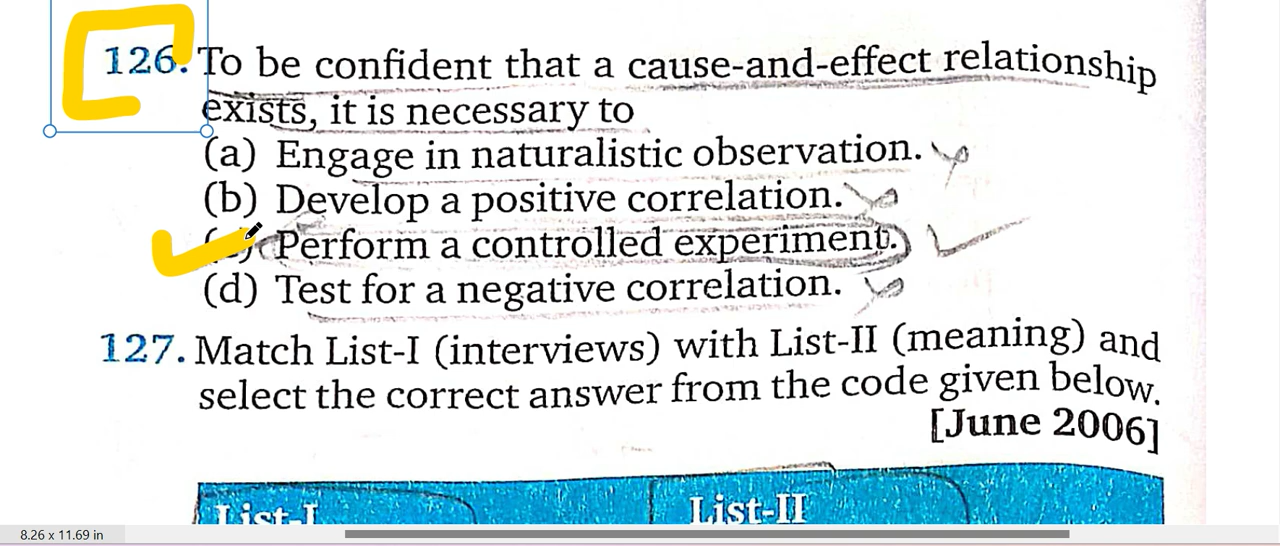 126. To be confident that a cause-and-effect relationship
exists, it is necessary to
(a) Engage in naturalistic observation.
(b) Develop a positive correlation.
Perform a controlled experiment.
(d) Test for a negative correlation.
127. Match List-I (interviews) with List-II (meaning) and
select the correct answer from the code given below.
[June 2006]
List-I List-II
8.26 x 11.69 in